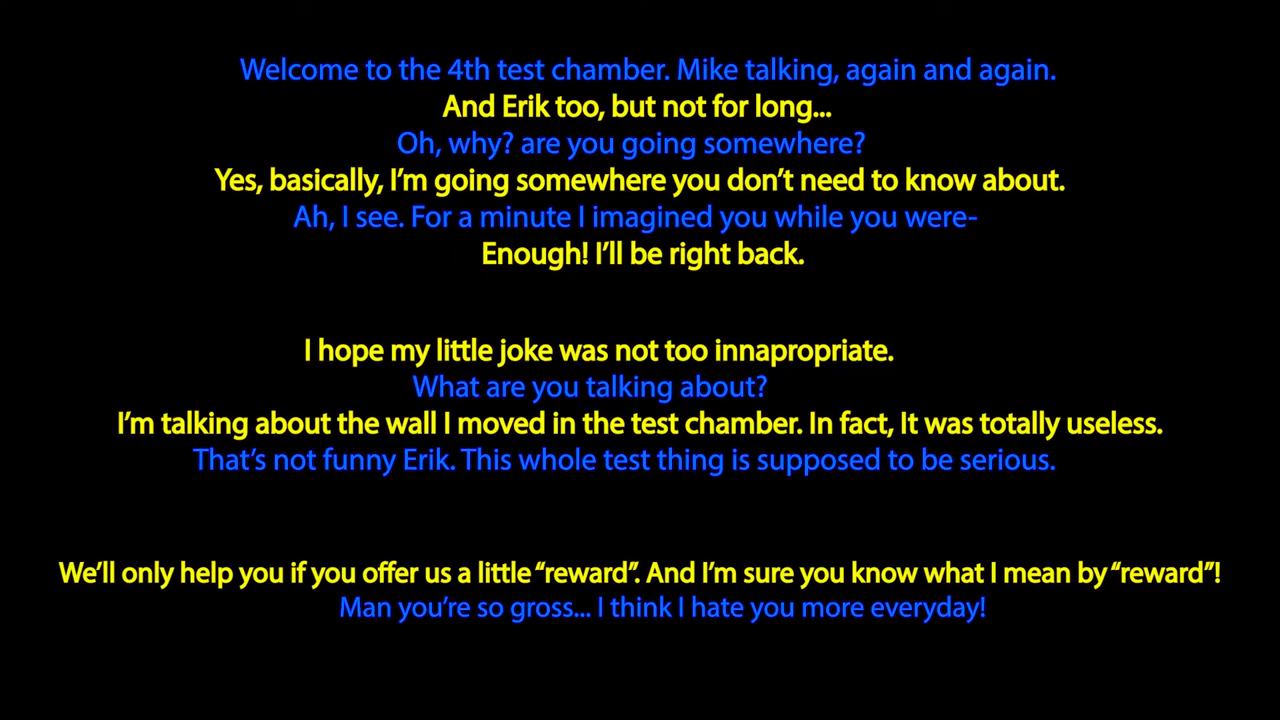 Welcome to the 4th test chamber. Mike talking, again and again.
And Erik too, but not for long...
Oh, why? are you going somewhere?
Yes, basically, I'm going somewhere you don't need to know about.
Ah, I see. For a minute I imagined you while you were-
Enough! I'll be right back.
I hope my little joke was not too innapropriate.
What are you talking about?
I'm talking about the wall I moved in the test chamber. In fact, It was totally useless.
That's not funny Erik. This whole test thing is supposed to be serious.
We'll only help you if you offer us a little “reward”. And I'm sure you know what I mean by “reward”!
Man you're so gross... I think I hate you more everyday!